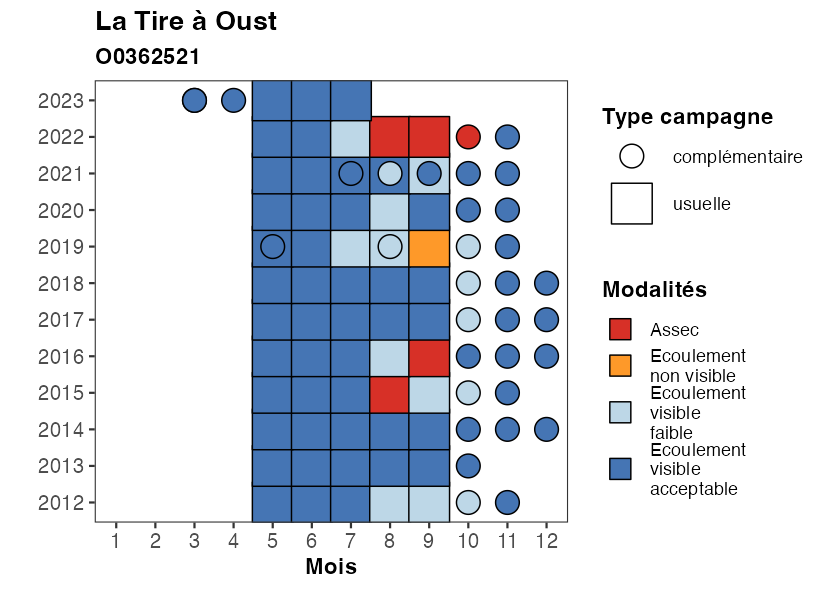 La Tire à Oust
O0362521
2023
2022
2021
2020
2019
2018
2017
2016
2015
2014
2013
2012
1 2 3 4 5 6 7 8 9 10 11 12
Mois
Type campagne
complémentaire
usuelle
Modalités
Assec
Ecoulement
non visible
Ecoulement
visible
faible
Ecoulement
visible
acceptable